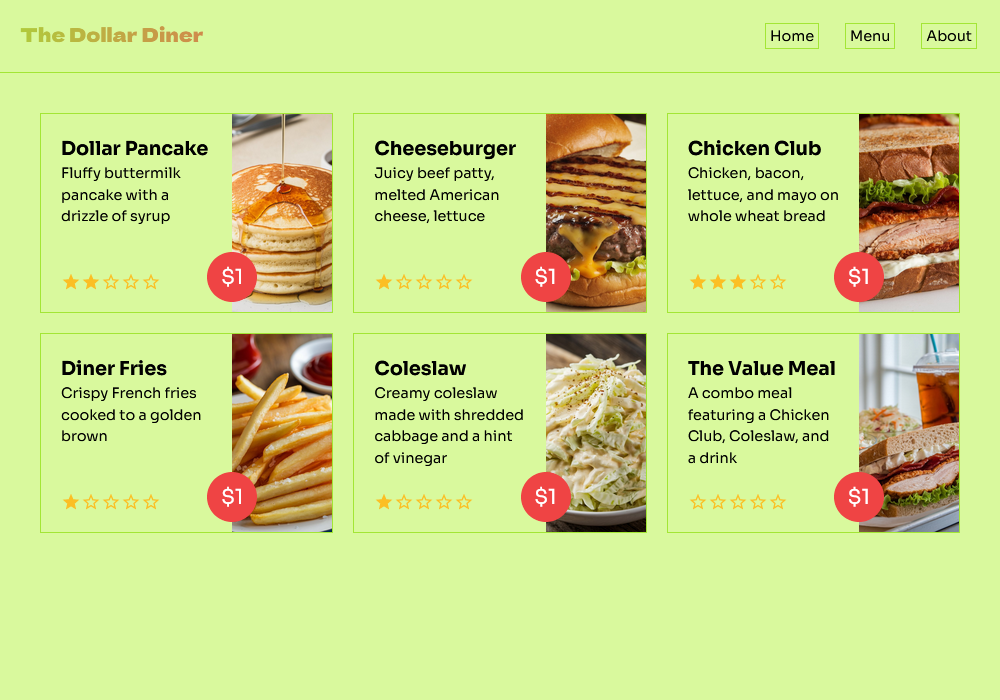 The Dollar Diner
Home
Menu
About
Dollar Pancake
Fluffy buttermilk
pancake with a
drizzle of syrup
$1
Cheeseburger
Juicy beef patty,
melted American
cheese, lettuce
$1
Chicken Club
Chicken, bacon,
lettuce, and mayo on
whole wheat bread
$1
Diner Fries
Crispy French fries
cooked to a golden
brown
$1
Coleslaw
Creamy coleslaw
made with shredded
cabbage and a hint
of vinegar
$1
The Value Meal
A combo meal
featuring a Chicken
Club, Coleslaw, and
a drink
$1